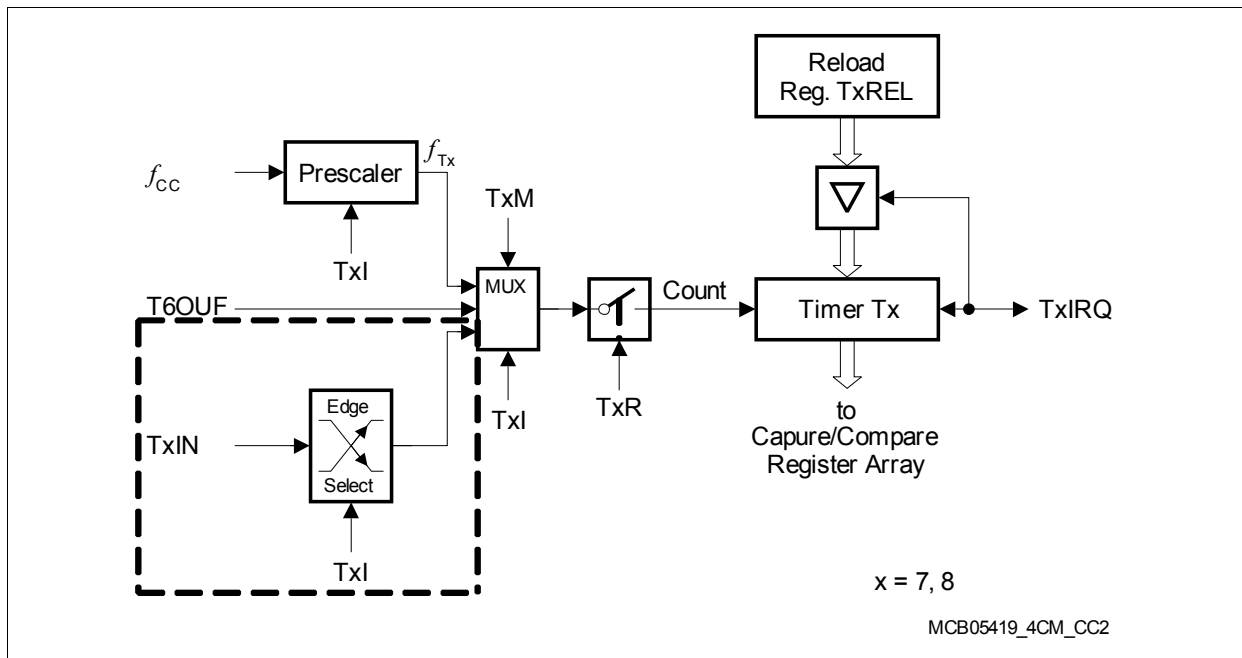 Reload
Reg. TxREL
fCC
Prescaler
fTx
TxI
TxM
T6OUF
MUX
Count
Timer Tx
TxIRQ
TxI
TxR
TxIN
Edge
Select
TxI
to
Capure/Compare
Register Array
x = 7, 8
MCB05419_4CM_CC2